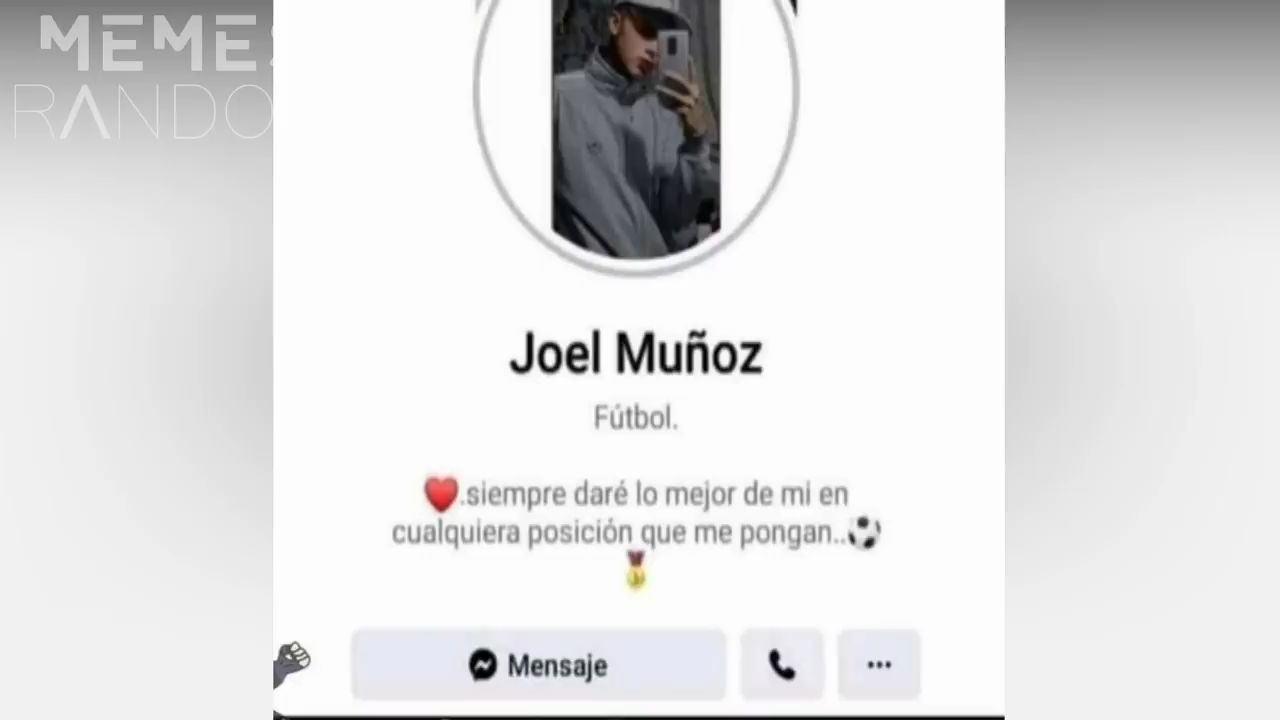 MEMES
RANDO
Joel Muñoz
Fútbol.
❤️.siempre daré lo mejor de mi en
cualquiera posición que me pongan..⚽
🏅
Mensaje